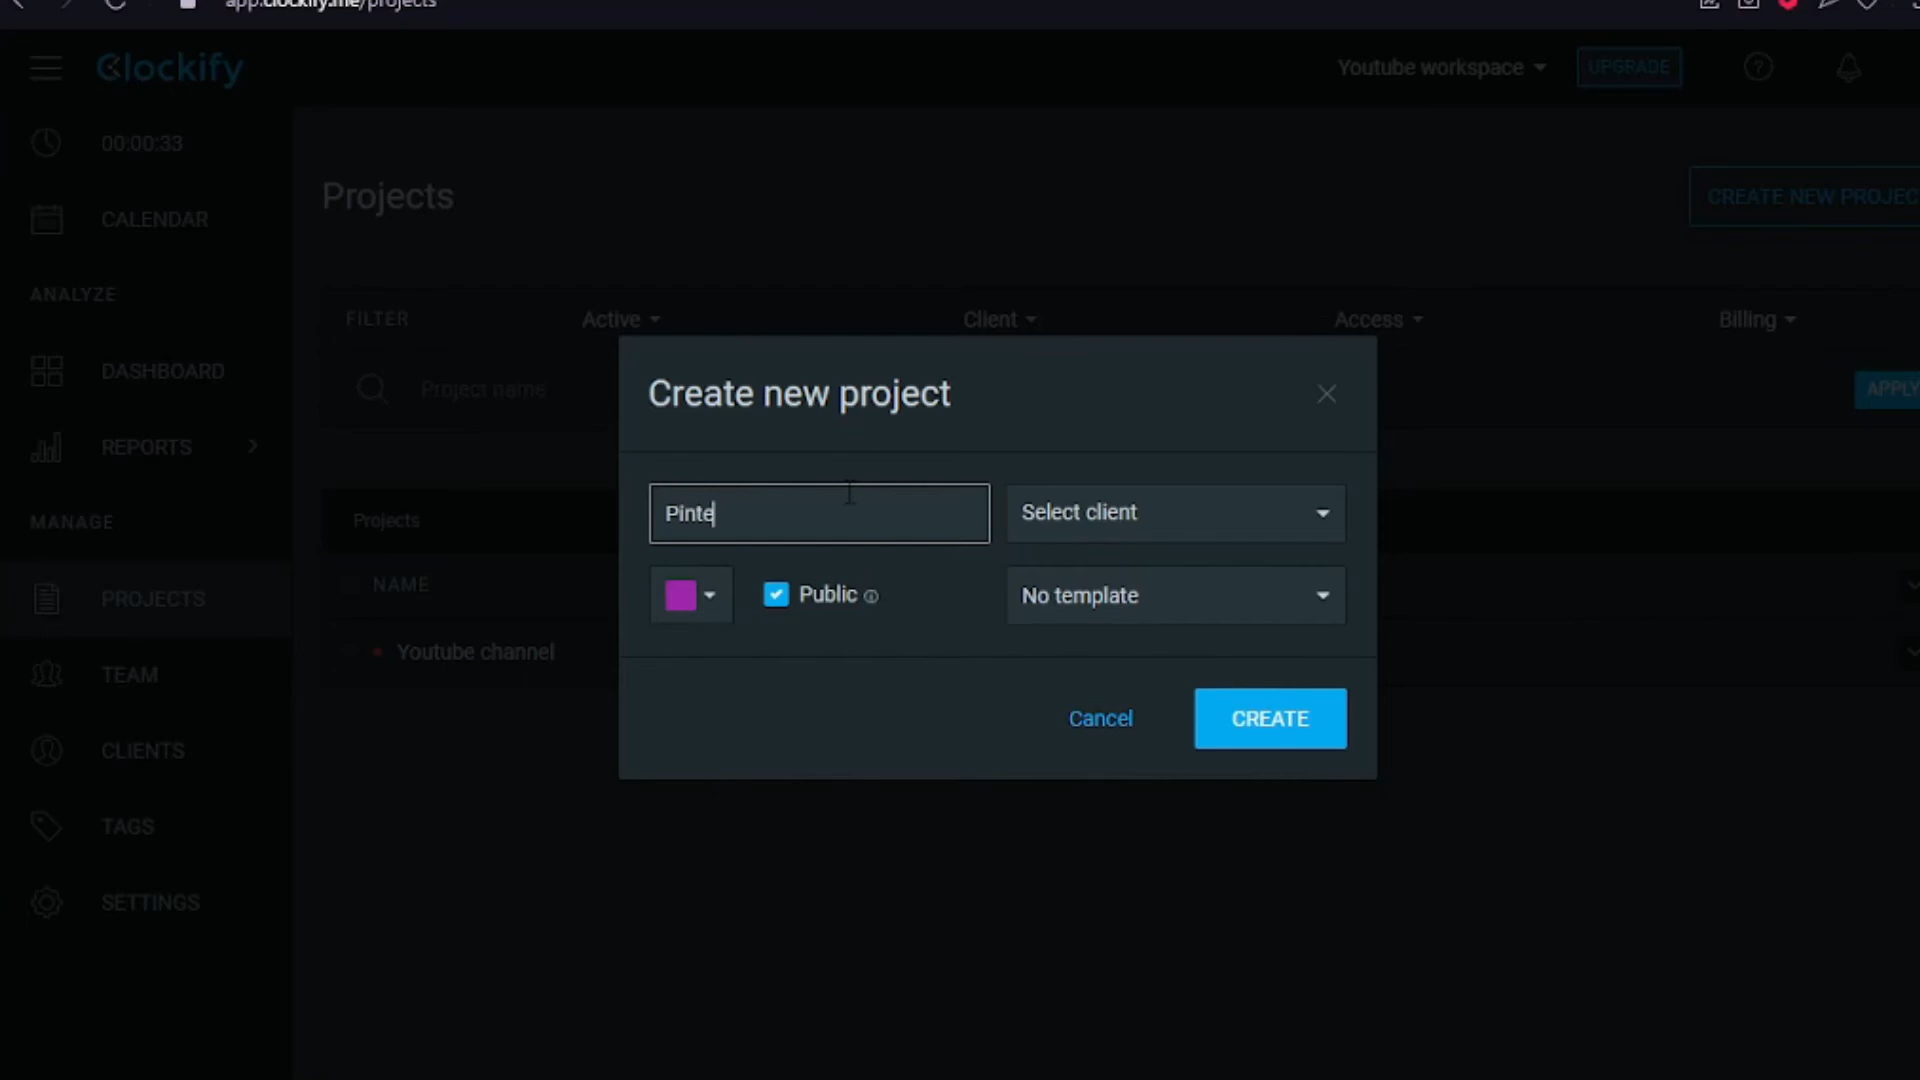 app.clockify.me/projects
Clockify
Youtube workspace
UPGRADE
00:00:33
CALENDAR
ANALYZE
DASHBOARD
REPORTS
MANAGE
PROJECTS
TEAM
CLIENTS
TAGS
SETTINGS
Projects
CREATE NEW PROJEC
FILTER
Active
Client
Access
Billing
Project name
APPLY
Projects
NAME
Youtube channel
Create new project
Pinte
Select client
Public
No template
Cancel
CREATE